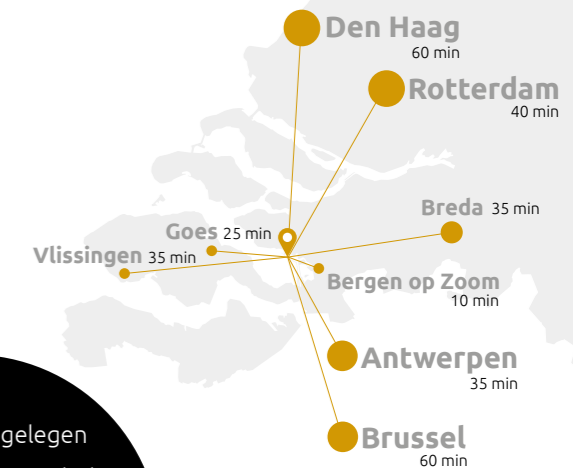 Den Haag
60 min
Rotterdam
40 min
Breda 35 min
Goes 25 min
Vlissingen 35 min
Bergen op Zoom
10 min
Antwerpen
35 min
gelegen
Brussel
60 min